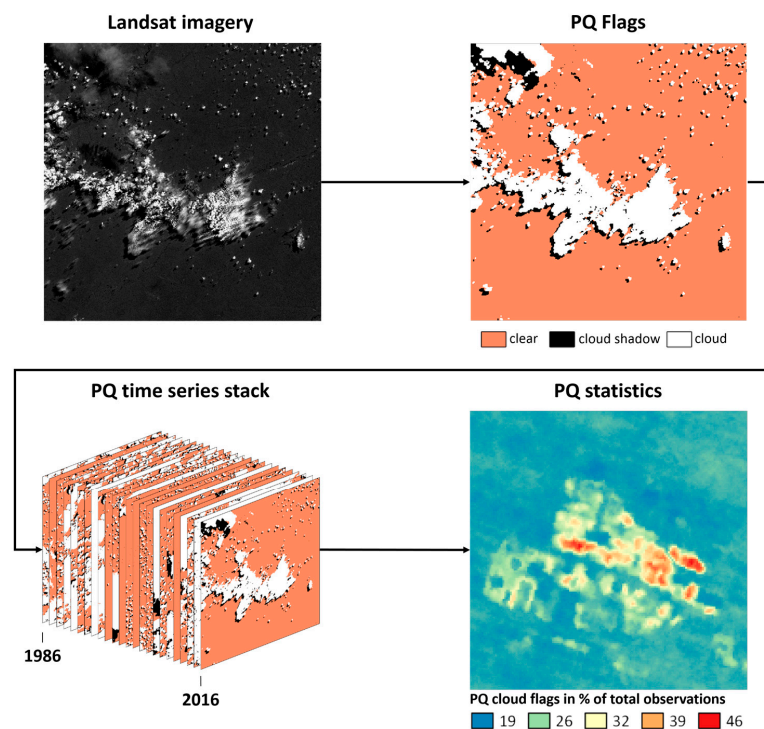 Landsat imagery
PQ Flags
clear
cloud shadow
cloud
PQ time series stack
PQ statistics
1986
2016
PQ cloud flags in % of total observations
19
26
32
39
46